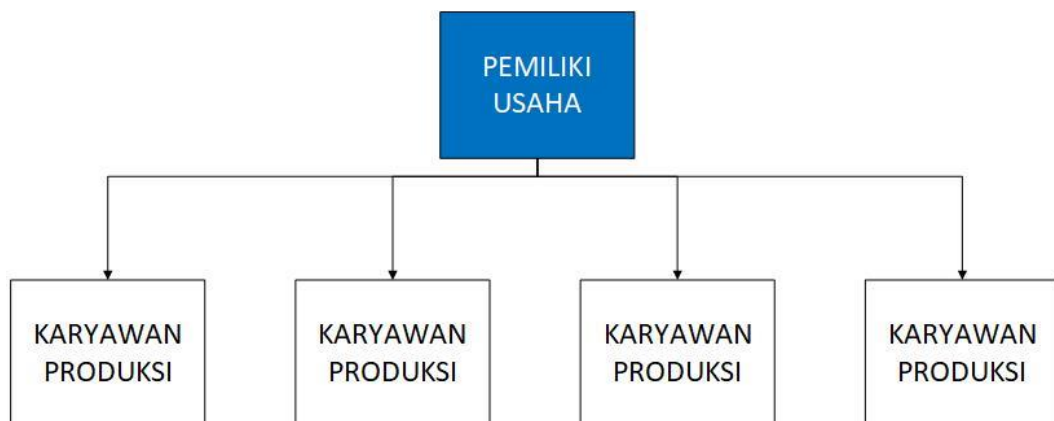 PEMILIKI
USAHA
KARYAWAN
PRODUKSI
KARYAWAN
PRODUKSI
KARYAWAN
PRODUKSI
KARYAWAN
PRODUKSI